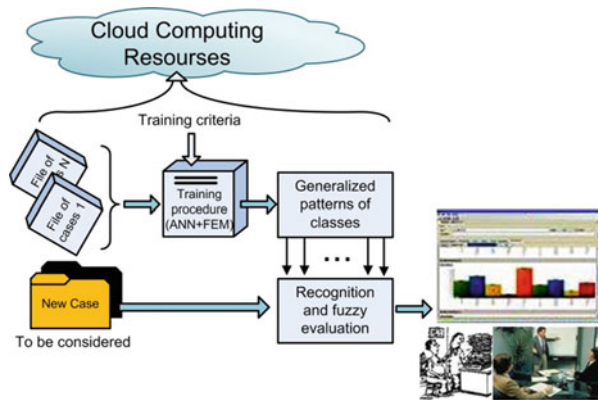 Cloud Computing
Resourses
Training criteria
File of
s N
File of
cases 1
Training
procedure
(ANN+FEM)
Generalized
patterns of
classes
...
New Case
Recognition
and fuzzy
evaluation
To be considered